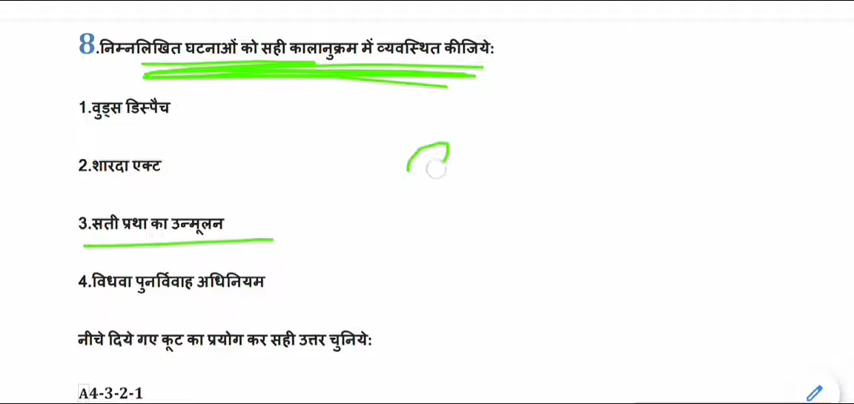 8.निम्नलिखित घटनाओं को सही कालानुक्रम में व्यवस्थित कीजिये:
1.वुड्स डिस्पैच
2.शारदा एक्ट
3.सती प्रथा का उन्मूलन
4.विधवा पुनर्विवाह अधिनियम
नीचे दिये गए कूट का प्रयोग कर सही उत्तर चुनिये:
A4-3-2-1